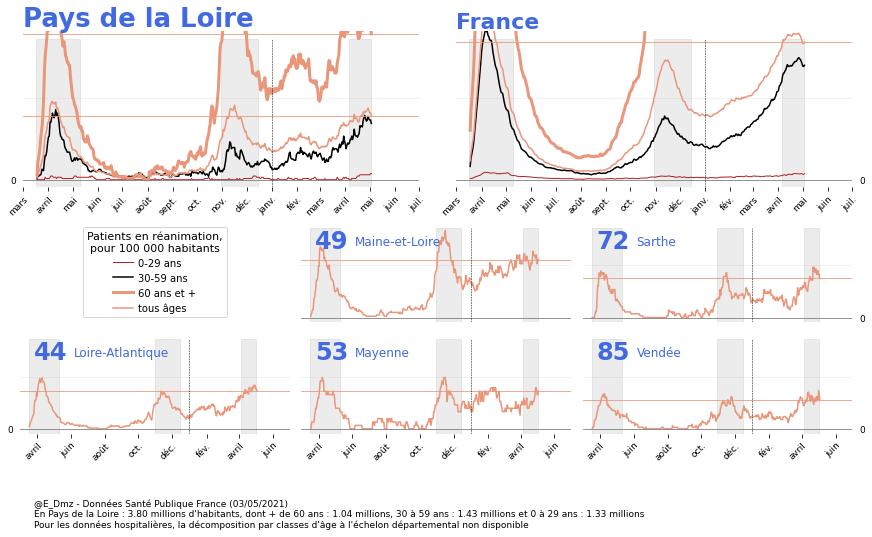 Pays de la Loire
France
0
mars avril mai juin juil. août sept. oct. nov. déc. janv. fév. mars avril mai juin juil.
mars avril mai juin juil. août sept. oct. nov. déc. janv. fév. mars avril mai juin juil.
0
Patients en réanimation,
pour 100 000 habitants
0-29 ans
30-59 ans
60 ans et +
tous âges
49 Maine-et-Loire
72 Sarthe
0
44 Loire-Atlantique
53 Mayenne
85 Vendée
0
0
avril juin août oct. déc. fév. avril juin
avril juin août oct. déc. fév. avril juin
avril juin août oct. déc. fév. avril juin
@E_Dmz - Données Santé Publique France (03/05/2021)
En Pays de la Loire : 3.80 millions d'habitants, dont + de 60 ans : 1.04 millions, 30 à 59 ans : 1.43 millions et 0 à 29 ans : 1.33 millions
Pour les données hospitalières, la décomposition par classes d'âge à l'échelon départemental non disponible